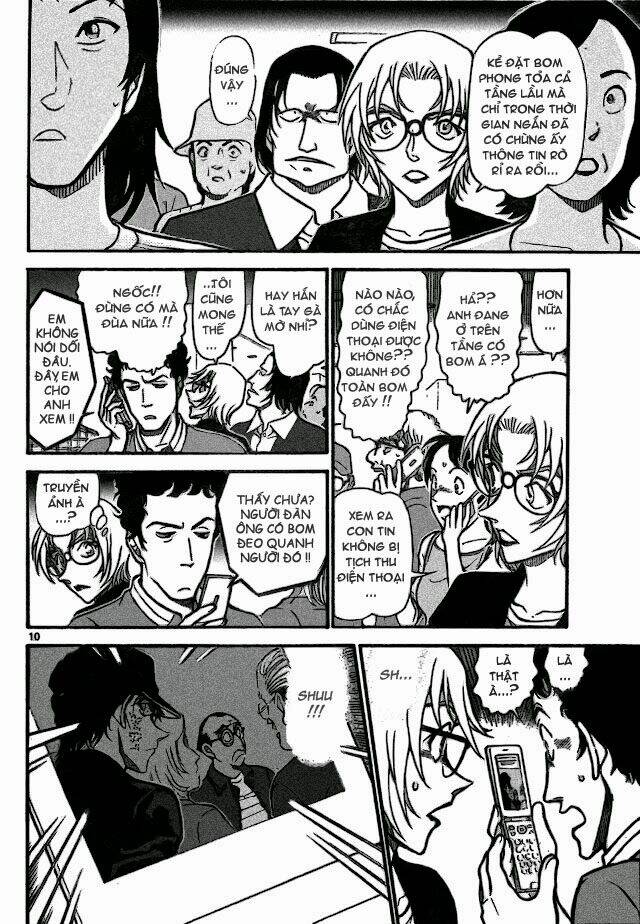 KẺ ĐẶT BOM
PHONG TỎA CẢ
TẦNG LẦU MÀ
CHỈ TRONG THỜI
GIAN NGẮN ĐÃ
CÓ CHỪNG ẤY
THÔNG TIN RÒ
RỈ RA RỒI...
ĐÚNG
VẬY
...
HƠN
NỮA
...
HẢ??
ANH ĐANG
Ở TRÊN
TẦNG CÓ
BOM Á ?
NÀO NÀO,
CÓ CHẮC
DÙNG ĐIỆN
THOẠI ĐƯỢC
KHÔNG??
QUANH ĐÓ
TOÀN BOM
ĐẤY!!
XEM RA
CON TIN
KHÔNG BỊ
TỊCH THU
ĐIỆN THOẠI
...
HAY HẮN
LÀ TAY GÀ
MỜ NHỈ?
..TÔI
CŨNG
MONG
THẾ
...
NGỐC!!
ĐỪNG CÓ MÀ
ĐÙA NỮA !!
EM
KHÔNG
NÓI DỐI
ĐÂU.
ĐÂY, EM
CHO
ANH
XEM !!
THẤY CHƯA?
NGƯỜI ĐÀN
ÔNG CÓ BOM
ĐEO QUANH
NGƯỜI ĐÓ !!
TRUYỀN
ẢNH À
...?
10
LÀ...
LÀ
THẬT
À...?
SH...
SHUU
!!!